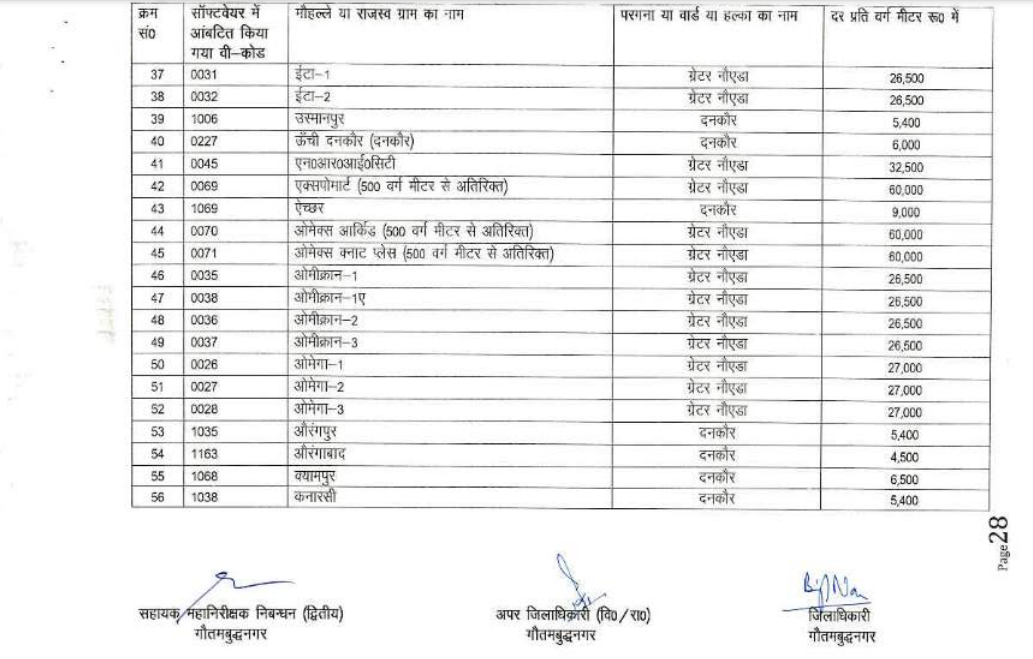 क्रम सं0 सॉफ्टवेयर में आंबटित किया गया वी–कोड मौहल्ले या राजस्व ग्राम का नाम परगना या वार्ड या हल्का का नाम दर प्रति वर्ग मीटर रू0 में
37 0031 ईटा–1 ग्रेटर नौएडा 26,500
38 0032 ईटा–2 ग्रेटर नौएडा 26,500
39 1006 उस्मानपुर दनकौर 5,400
40 0227 ऊँची दनकौर (दनकौर) दनकौर 6,000
41 0045 एन0आर0आई0सिटी ग्रेटर नौएडा 32,500
42 0069 एक्सपोमार्ट (500 वर्ग मीटर से अतिरिक्त) ग्रेटर नौएडा 60,000
43 1069 ऐच्छर दनकौर 9,000
44 0070 ओमेक्स आर्किड (500 वर्ग मीटर से अतिरिक्त) ग्रेटर नौएडा 60,000
45 0071 ओमेक्स क्नाट प्लेस (500 वर्ग मीटर से अतिरिक्त) ग्रेटर नौएडा 60,000
46 0035 ओमीक्रान–1 ग्रेटर नौएडा 26,500
47 0038 ओमीक्रान–1ए ग्रेटर नौएडा 26,500
48 0036 ओमीक्रान–2 ग्रेटर नौएडा 26,500
49 0037 ओमीक्रान–3 ग्रेटर नौएडा 26,500
50 0026 ओमेगा–1 ग्रेटर नौएडा 27,000
51 0027 ओमेगा–2 ग्रेटर नौएडा 27,000
52 0028 ओमेगा–3 ग्रेटर नौएडा 27,000
53 1035 औरंगपुर दनकौर 5,400
54 1163 औरंगाबाद दनकौर 4,500
55 1068 क्यामपुर दनकौर 6,500
56 1038 कनारसी दनकौर 5,400
Page28
सहायक महानिरीक्षक निबन्धन (द्वितीय) अपर जिलाधिकारी (वि0/रा0) जिलाधिकारी
गौतमबुद्धनगर गौतमबुद्धनगर गौतमबुद्धनगर